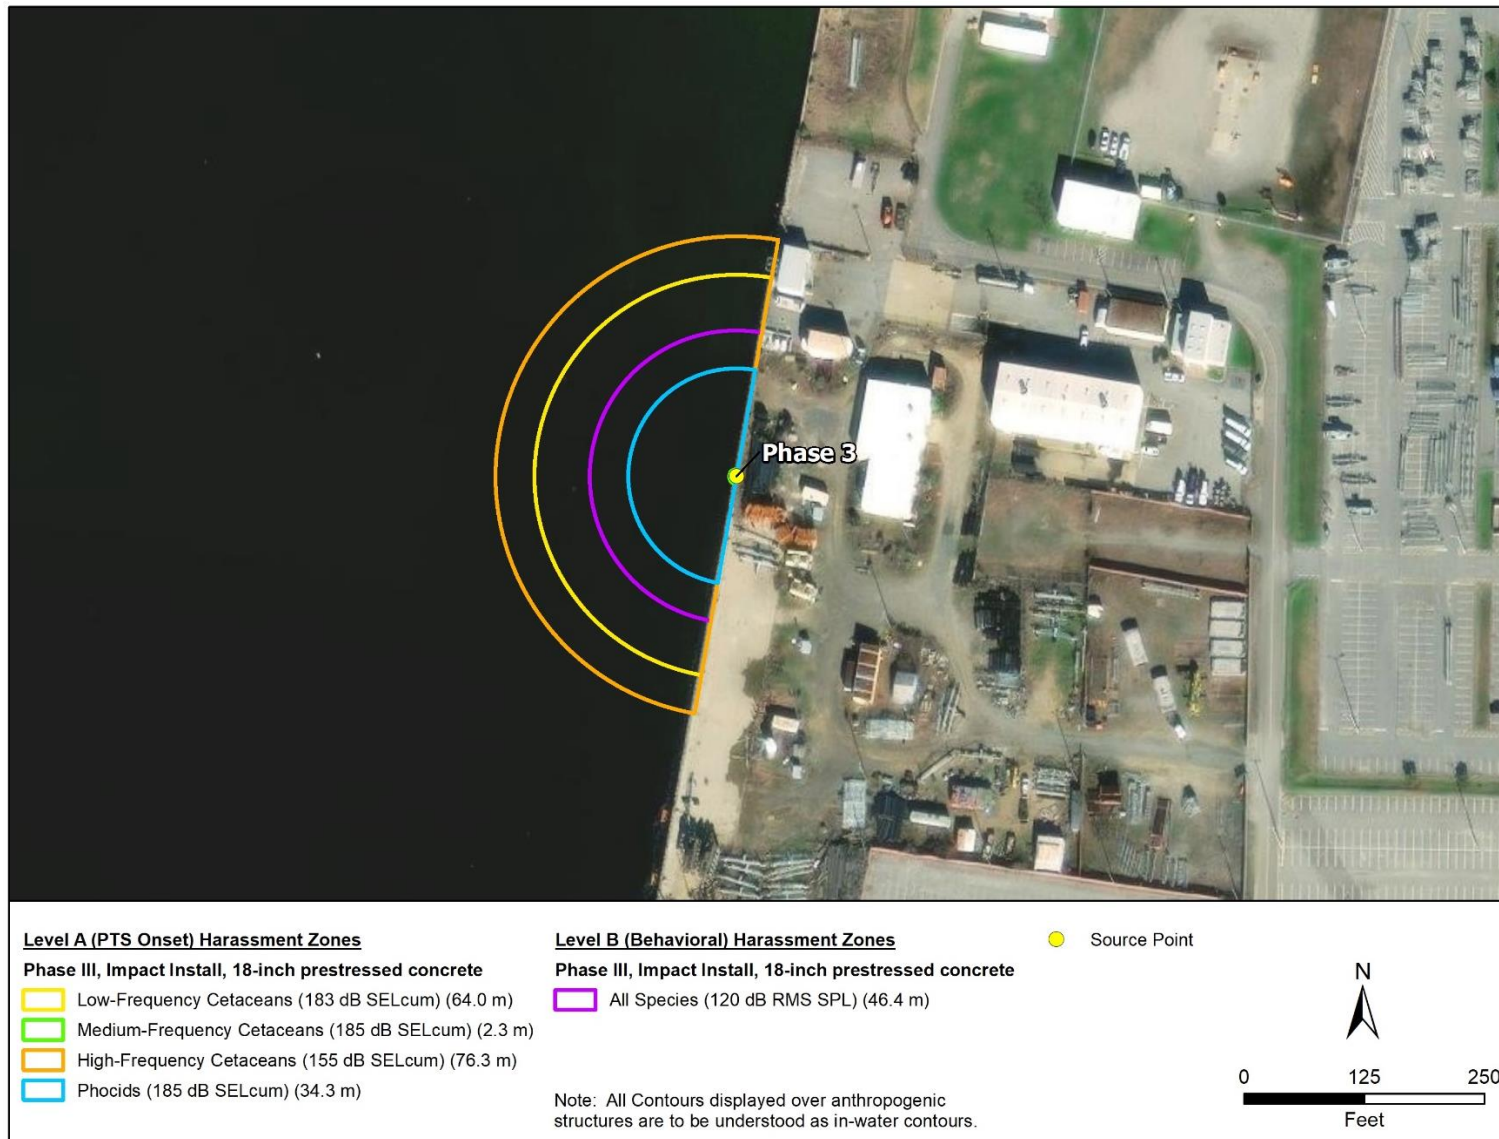 Phase 3
Level A (PTS Onset) Harassment Zones
Phase III, Impact Install, 18-inch prestressed concrete
Low-Frequency Cetaceans (183 dB SELcum) (64.0 m)
Medium-Frequency Cetaceans (185 dB SELcum) (2.3 m)
High-Frequency Cetaceans (155 dB SELcum) (76.3 m)
Phocids (185 dB SELcum) (34.3 m)
Level B (Behavioral) Harassment Zones
Phase III, Impact Install, 18-inch prestressed concrete
All Species (120 dB RMS SPL) (46.4 m)
Note: All Contours displayed over anthropogenic
structures are to be understood as in-water contours.
Source Point
N
0 125 250
Feet